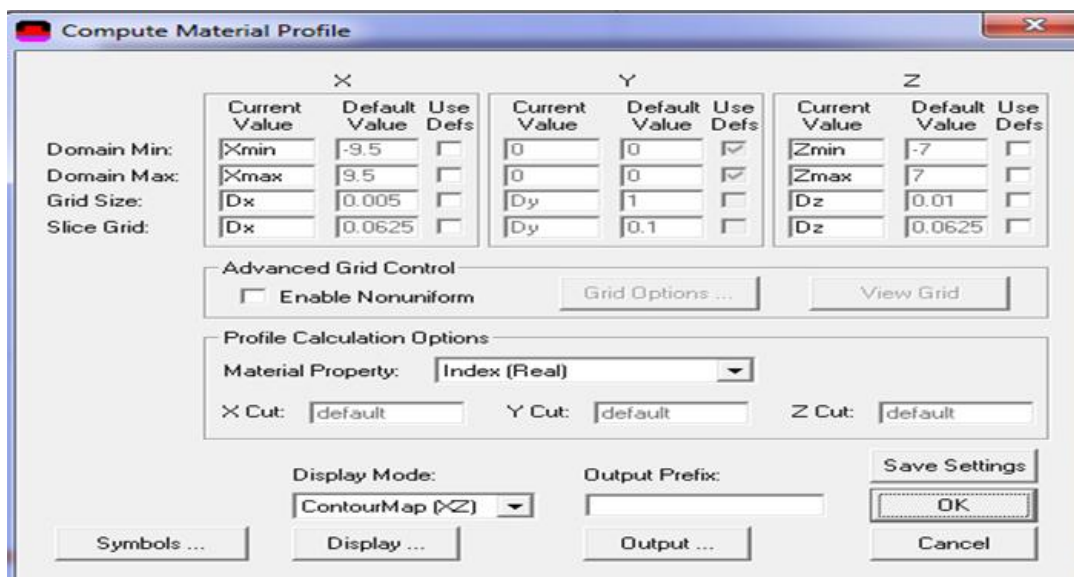 Compute Material Profile
X Y Z
Current Default Use Current Default Use Current Default Use
Value Value Defs Value Value Defs Value Value Defs
Domain Min: Xmin -9.5 0 0 Zmin -7
Domain Max: Xmax 9.5 0 0 Zmax 7
Grid Size: Dx 0.005 Dy 1 Dz 0.01
Slice Grid: Dx 0.0625 Dy 0.1 Dz 0.0625
Advanced Grid Control
Enable Nonuniform Grid Options ... View Grid
Profile Calculation Options
Material Property: Index (Real)
X Cut: default Y Cut: default Z Cut: default
Display Mode: Output Prefix: Save Settings
ContourMap (XZ) OK
Symbols ... Display ... Output ... Cancel